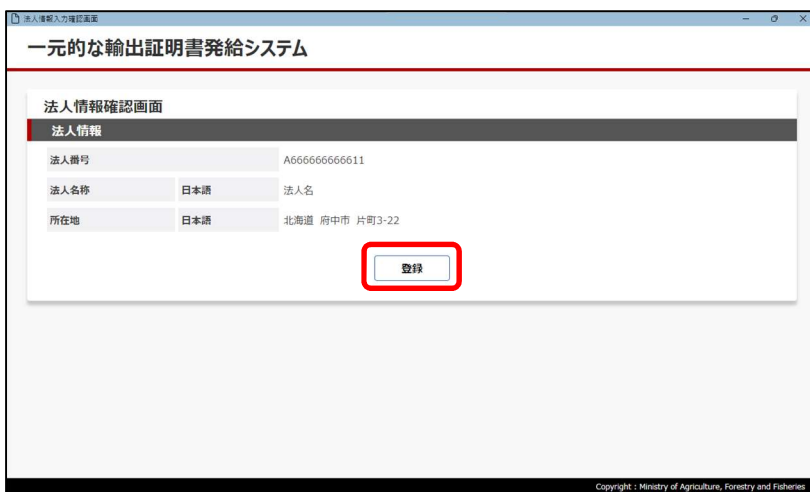 法人情報入力確認画面
一元的な輸出証明書発給システム
法人情報確認画面
法人情報
法人番号 A666666666611
法人名称 日本語 法人名
所在地 日本語 北海道 府中市 片町3-22
登録
Copyright : Ministry of Agriculture, Forestry and Fisheries